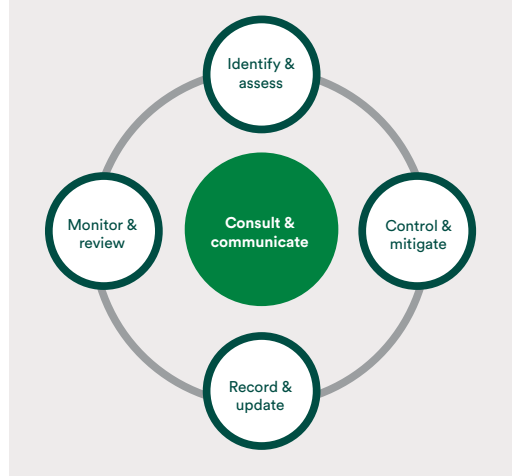 Identify &
assess
Consult &
communicate
Control &
mitigate
Monitor &
review
Record &
update